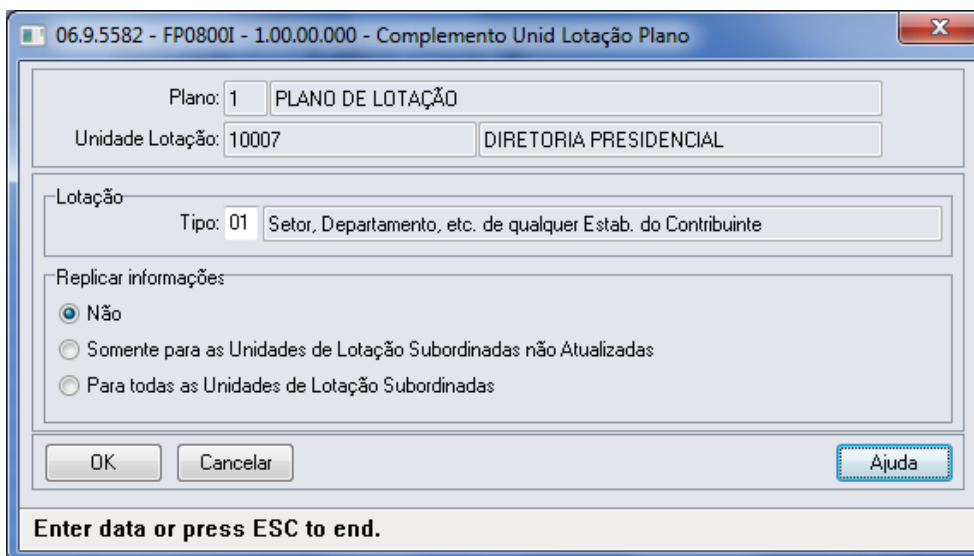 06.9.5582 - FP0800I - 1.00.00.000 - Complemento Unid Lotação Plano
Plano: 1 PLANO DE LOTAÇÃO
Unidade Lotação: 10007 DIRETORIA PRESIDENCIAL
Lotação
Tipo: 01 Setor, Departamento, etc. de qualquer Estab. do Contribuinte
Replicar informações
Não
Somente para as Unidades de Lotação Subordinadas não Atualizadas
Para todas as Unidades de Lotação Subordinadas
OK Cancelar Ajuda
Enter data or press ESC to end.